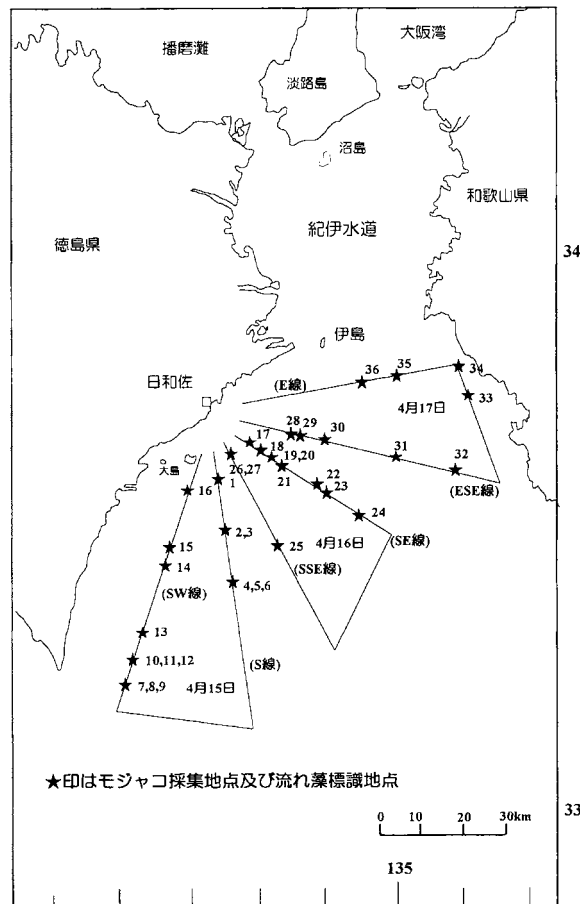 大阪湾
播磨灘
淡路島
沼島
和歌山県
紀伊水道
徳島県
34
伊島
36
35
34
日和佐
(E線)
33
4月17日
28
29
30
17
18
31
32
大島
26,27
19,20
16
1
21
22
(ESE線)
23
24
2,3
25
4月16日
(SE線)
15
(SSE線)
14
4,5,6
(SW線)
13
10,11,12
(S線)
7,8,9
4月15日
★印はモジャコ採集地点及び流れ藻標識地点
33
0 10 20 30km
135